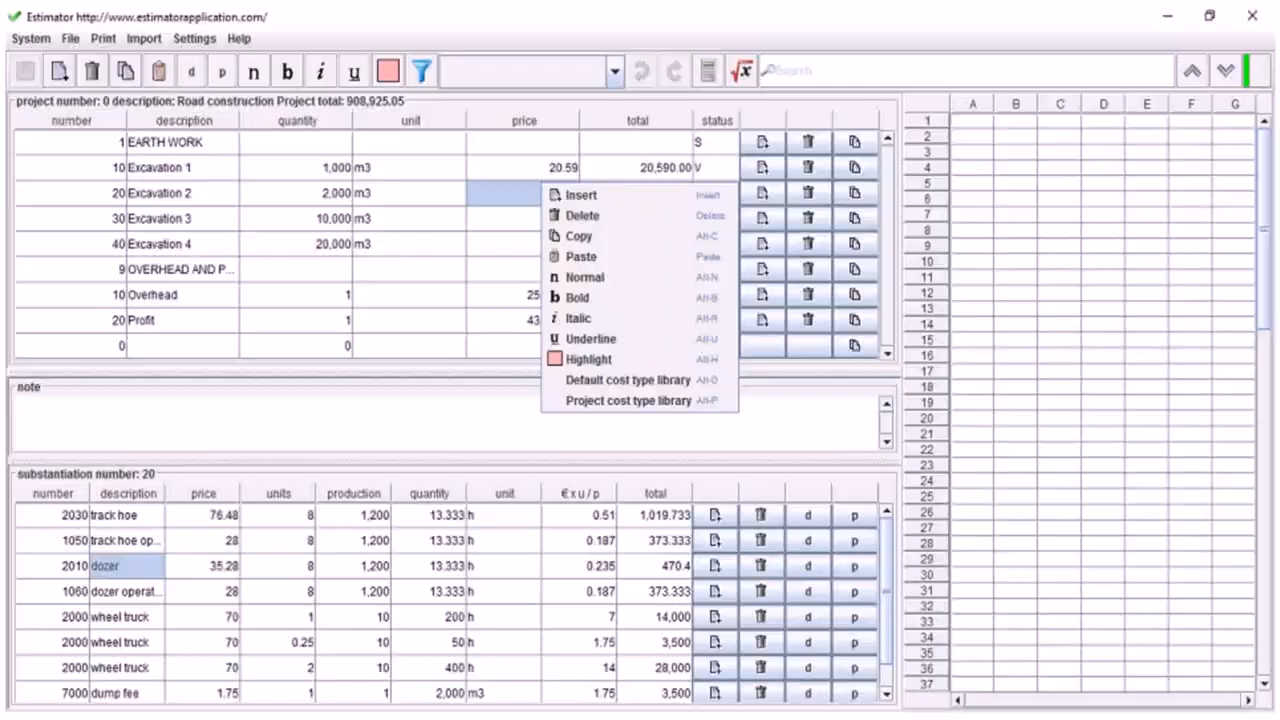 Estimator http://www.estimatorapplication.com/
System File Print Import Settings Help
d p n b i u √x Search
project number: 0 description: Road construction Project total: 908,925.05
number description quantity unit price total status
1 EARTH WORK S
10 Excavation 1 1,000 m3 20.59 20,590.00 V
20 Excavation 2 2,000 m3
30 Excavation 3 10,000 m3
40 Excavation 4 20,000 m3
9 OVERHEAD AND P...
10 Overhead 1 25
20 Profit 1 43
0 0
Insert Insert
Delete Delete
Copy Alt-C
Paste Paste
n Normal Alt-N
b Bold Alt-B
i Italic Alt-R
u Underline Alt-U
Highlight Alt-H
Default cost type library Alt-D
Project cost type library Alt-P
note
substantiation number: 20
number description price units production quantity unit € x u / p total
2030 track hoe 76.48 8 1,200 13.333 h 0.51 1,019.733 d p
1050 track hoe op... 28 8 1,200 13.333 h 0.187 373.333 d p
2010 dozer 35.28 8 1,200 13.333 h 0.235 470.4 d p
1060 dozer operat... 28 8 1,200 13.333 h 0.187 373.333 d p
2000 wheel truck 70 1 10 200 h 7 14,000 d p
2000 wheel truck 70 0.25 10 50 h 1.75 3,500 d p
2000 wheel truck 70 2 10 400 h 14 28,000 d p
7000 dump fee 1.75 1 1 2,000 m3 1.75 3,500 d p
A B C D E F G
1
2
3
4
5
6
7
8
9
10
11
12
13
14
15
16
17
18
19
20
21
22
23
24
25
26
27
28
29
30
31
32
33
34
35
36
37